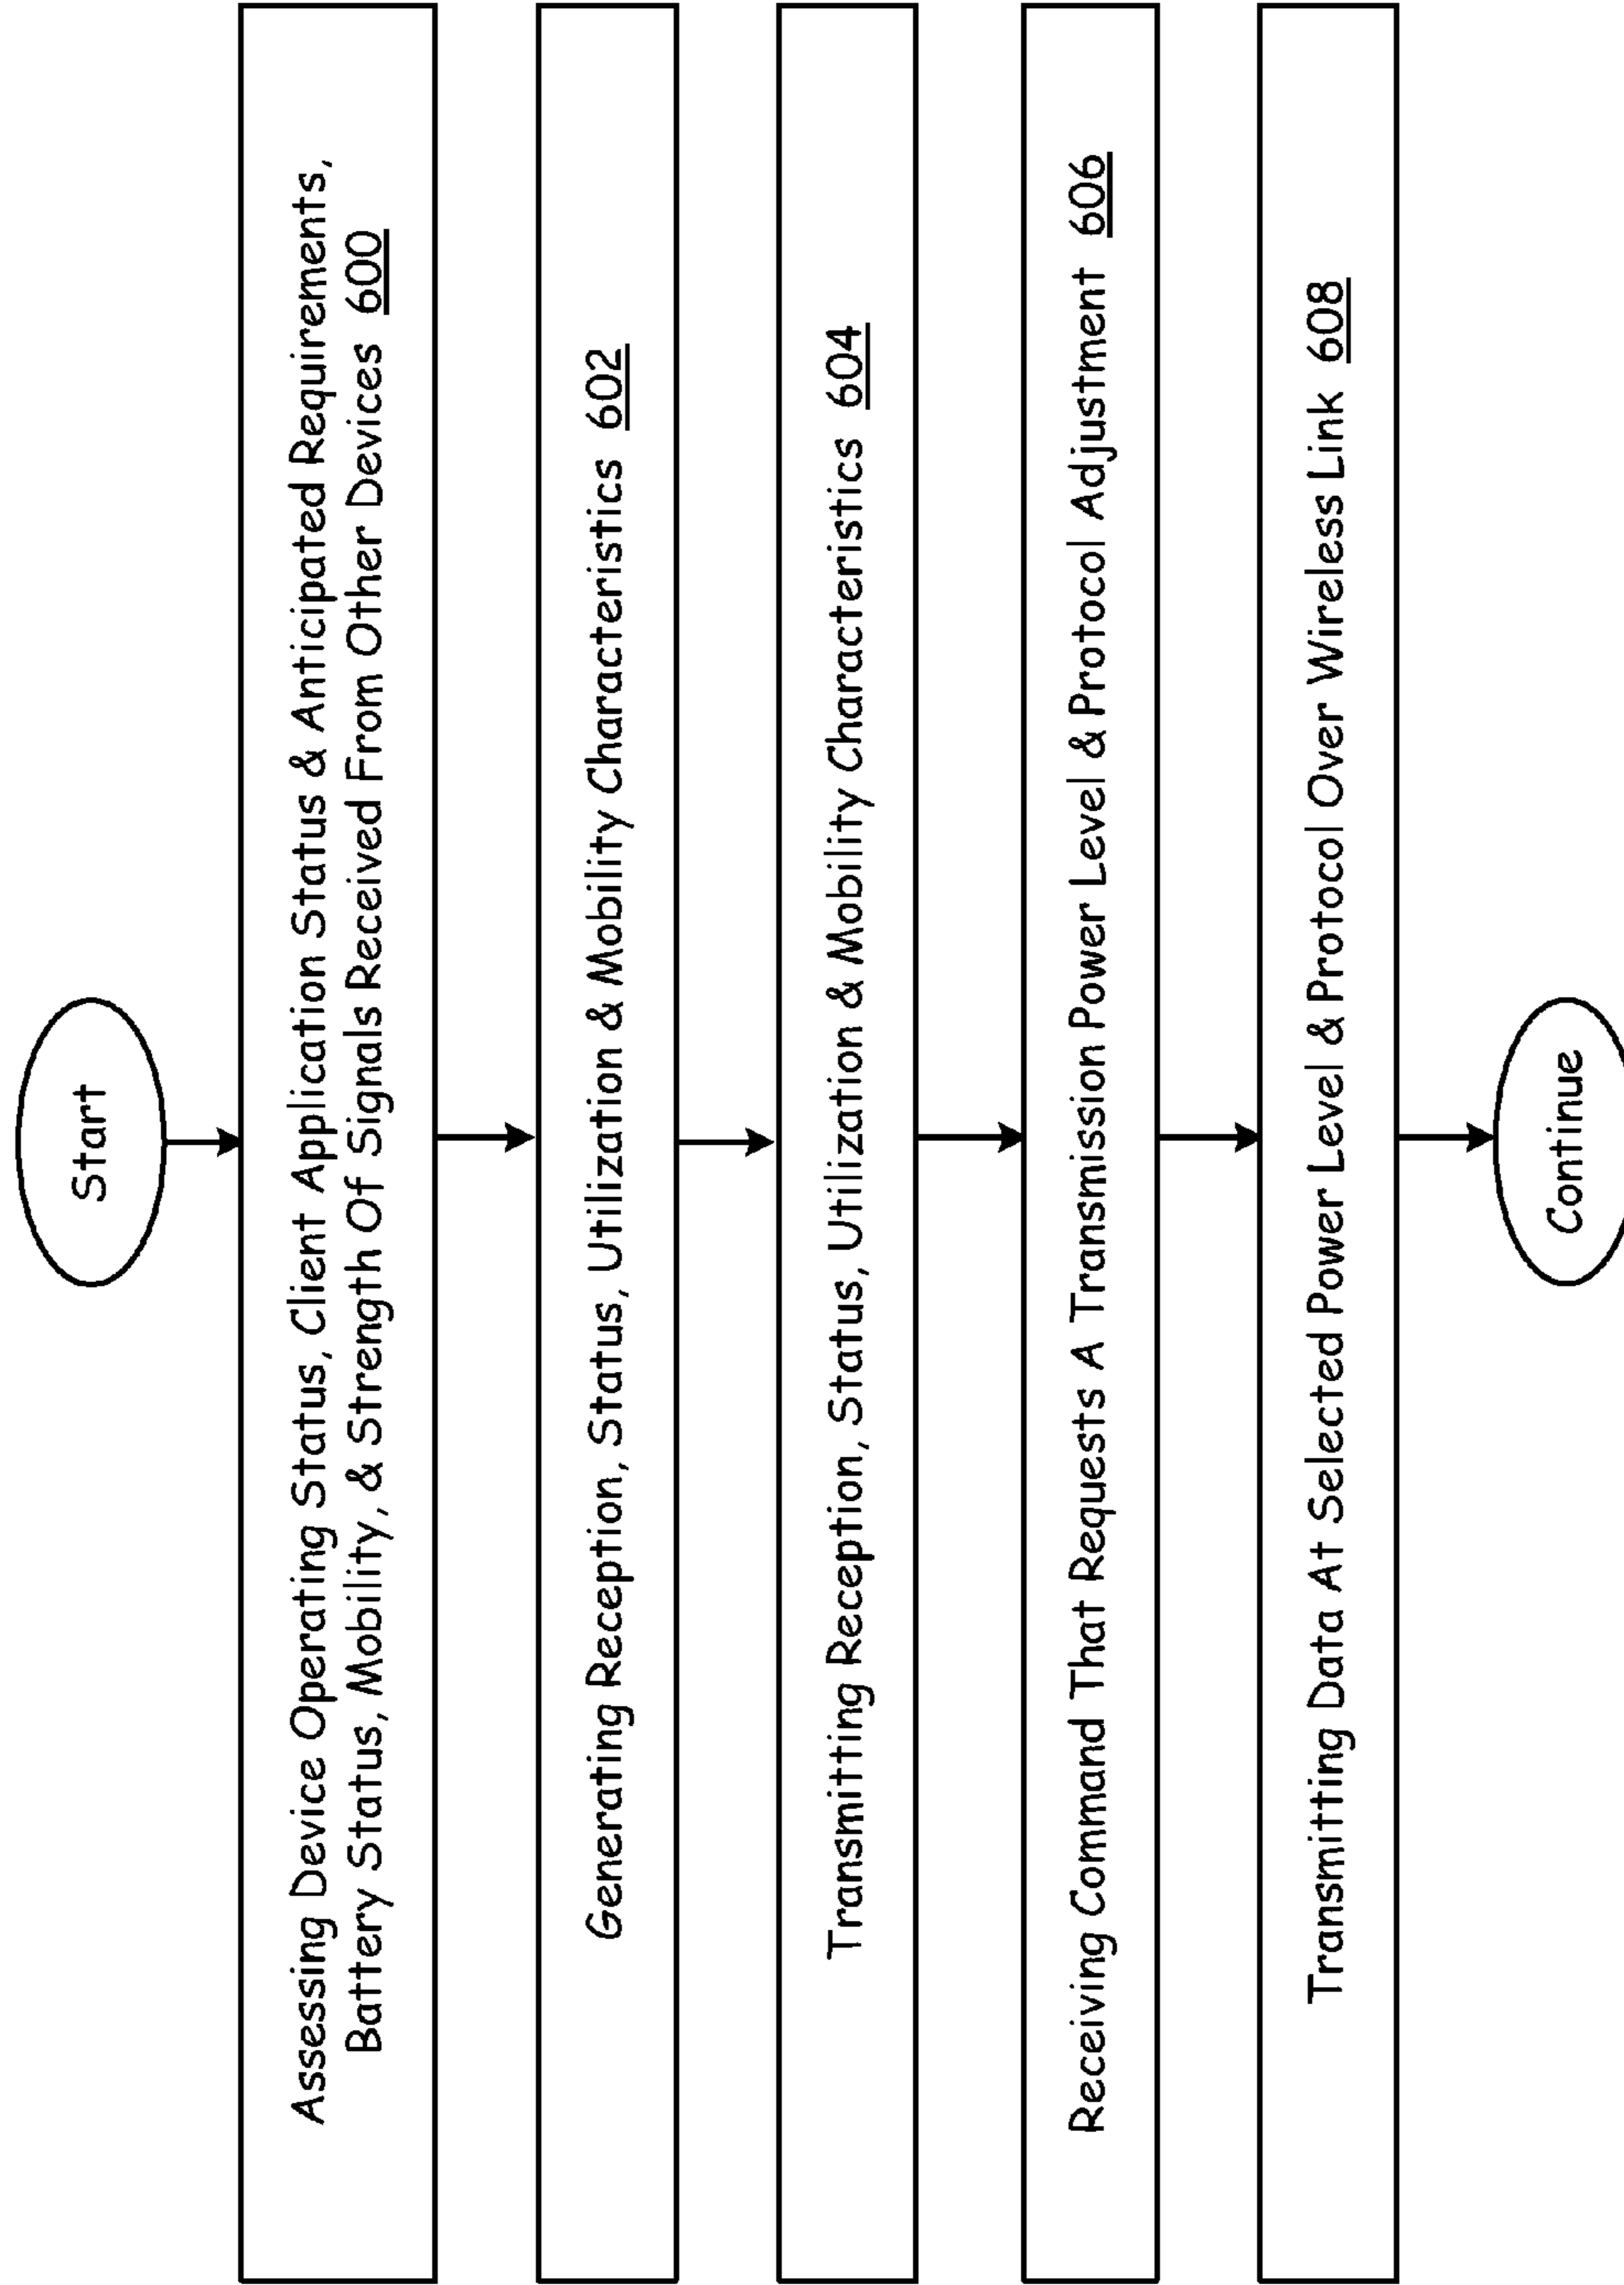 Start
Assessing Device Operating Status, Client Application Status & Anticipated Requirements,
Battery Status, Mobility, & Strength Of Signals Received From Other Devices 600
Generating Reception, Status, Utilization & Mobility Characteristics 602
Transmitting Reception, Status, Utilization & Mobility Characteristics 604
Receiving Command That Requests A Transmission Power Level & Protocol Adjustment 606
Transmitting Data At Selected Power Level & Protocol Over Wireless Link 608
Continue